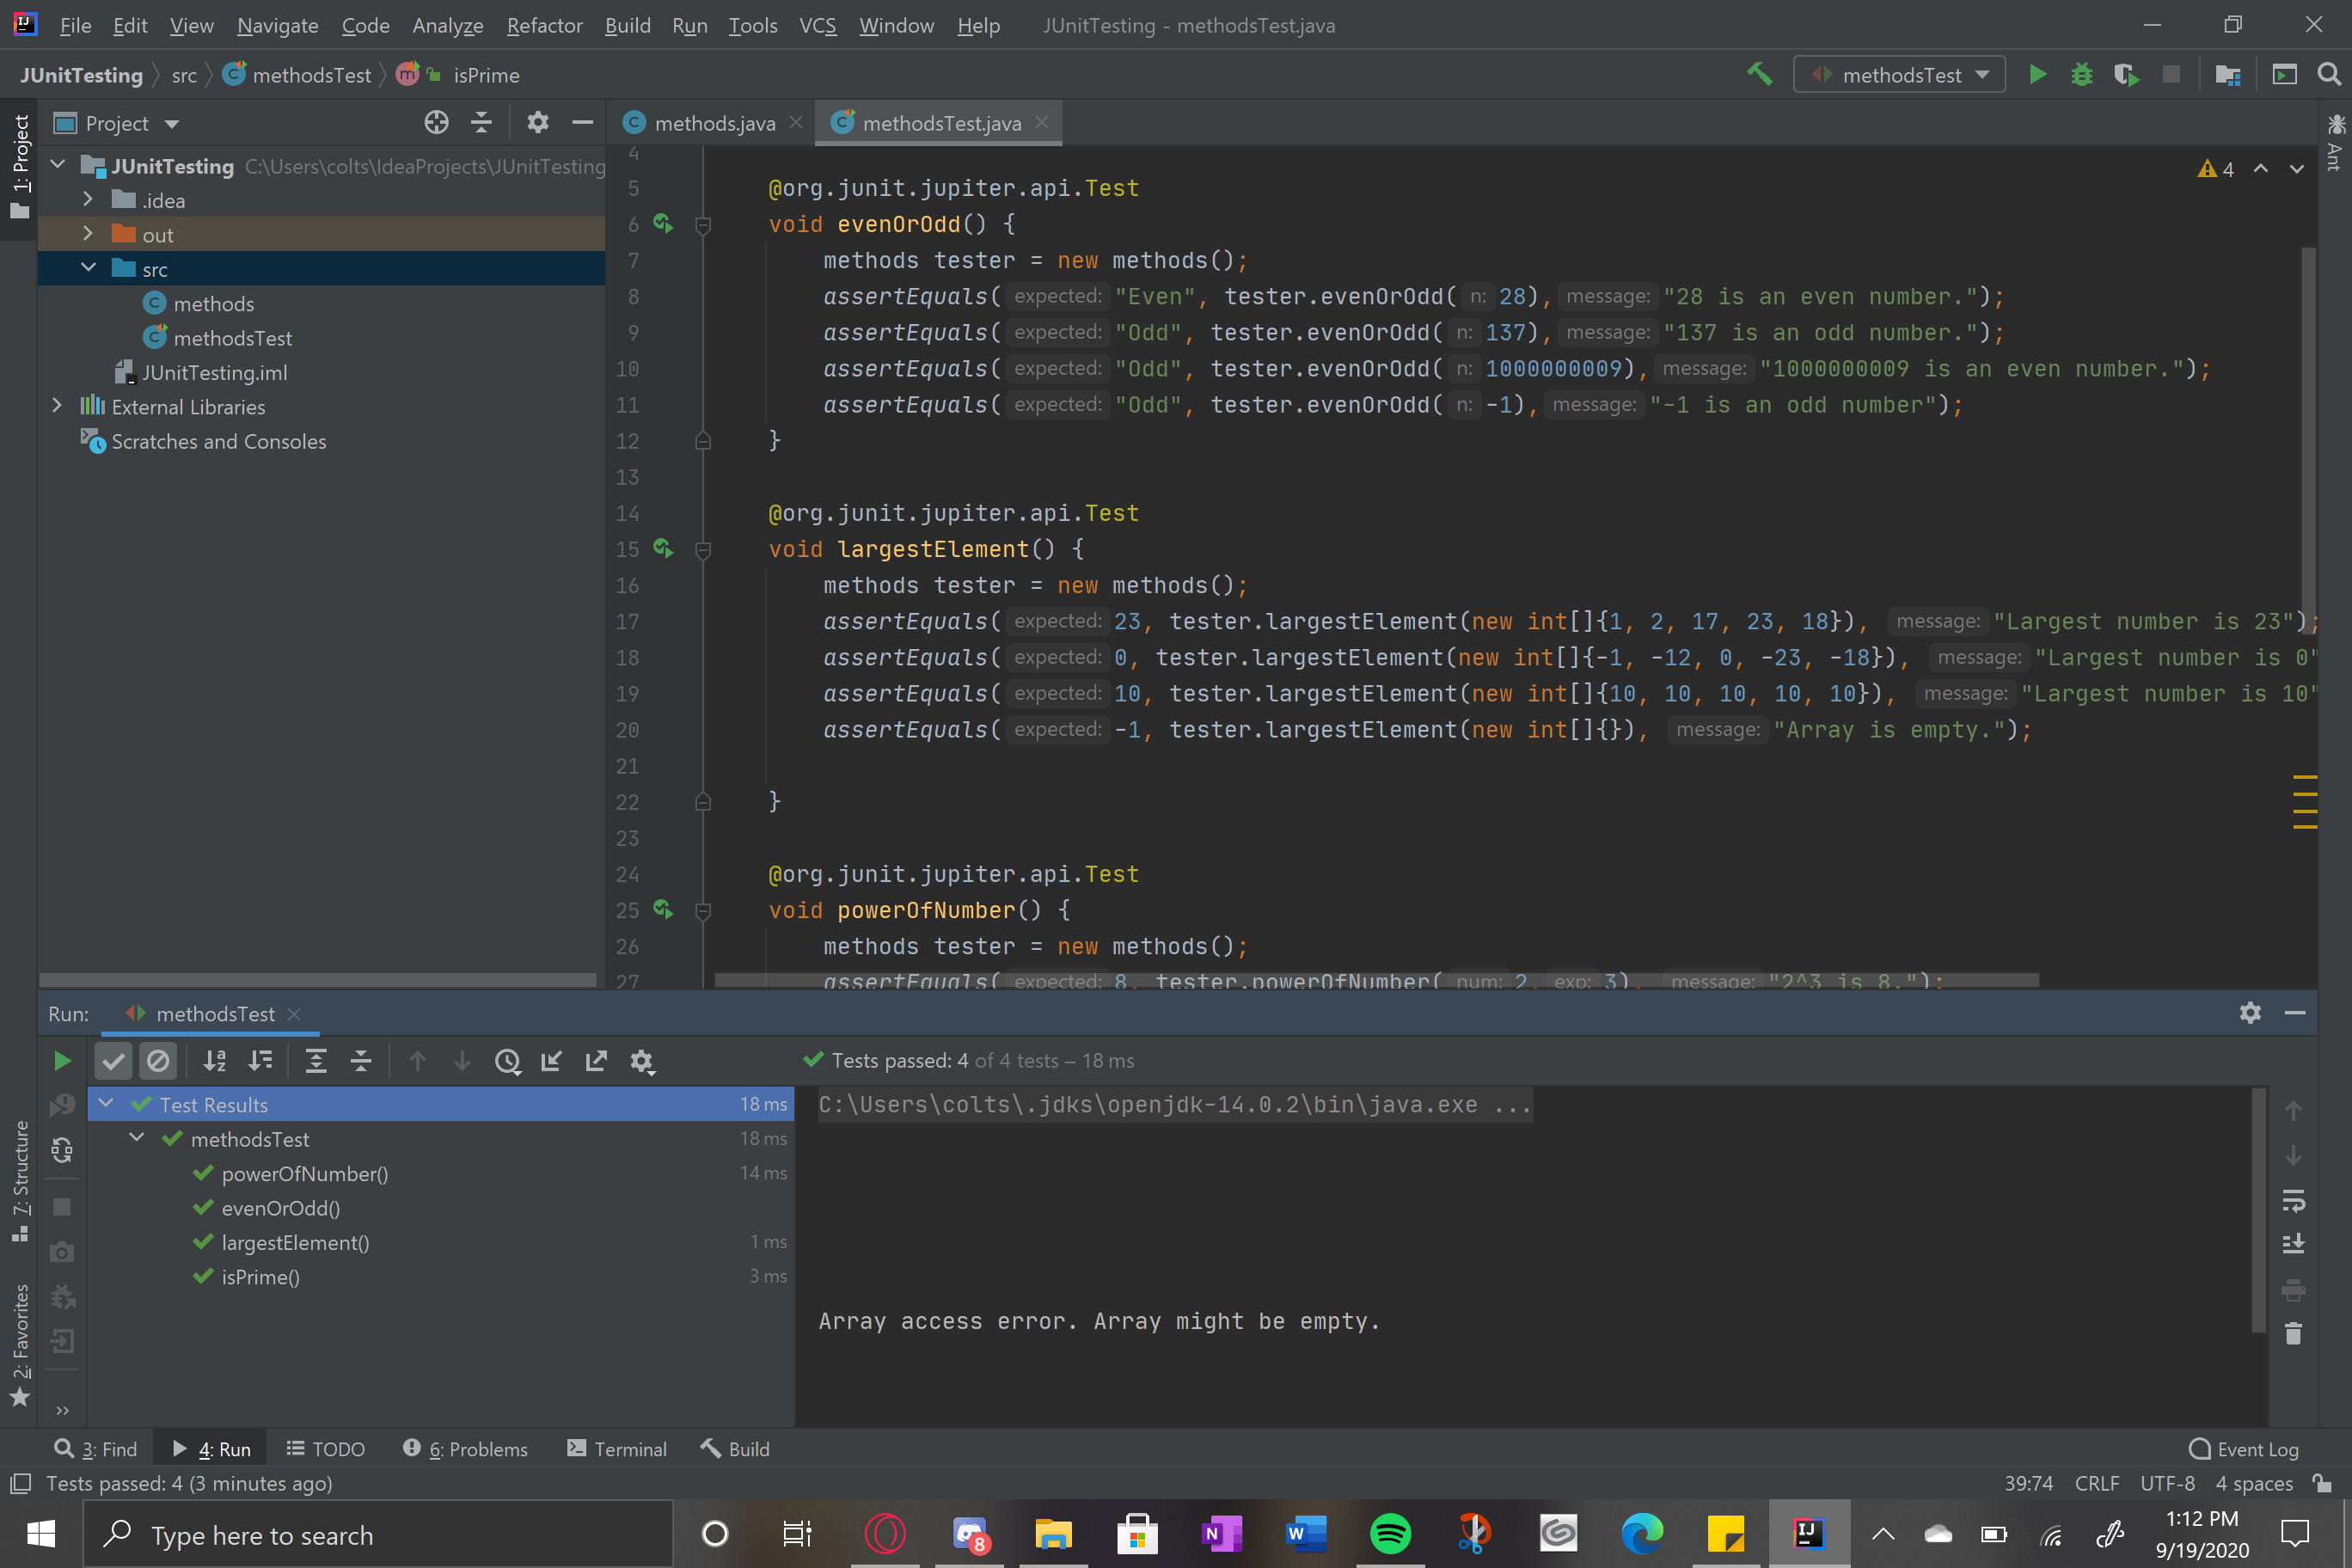 File Edit View Navigate Code Analyze Refactor Build Run Tools VCS Window Help JUnitTesting - methodsTest.java
JUnitTesting src methodsTest isPrime methodsTest
1: Project
Project
methods.java methodsTest.java
Ant
JUnitTesting C:\Users\colts\IdeaProjects\JUnitTesting
.idea
out
src
methods
methodsTest
JUnitTesting.iml
External Libraries
Scratches and Consoles
4
4
5 @org.junit.jupiter.api.Test
6 void evenOrOdd() {
7 methods tester = new methods();
8 assertEquals( expected: "Even", tester.evenOrOdd( n: 28), message: "28 is an even number.");
9 assertEquals( expected: "Odd", tester.evenOrOdd( n: 137), message: "137 is an odd number.");
10 assertEquals( expected: "Odd", tester.evenOrOdd( n: 1000000009), message: "1000000009 is an even number.");
11 assertEquals( expected: "Odd", tester.evenOrOdd( n: -1), message: "-1 is an odd number");
12 }
13
14 @org.junit.jupiter.api.Test
15 void largestElement() {
16 methods tester = new methods();
17 assertEquals( expected: 23, tester.largestElement(new int[]{1, 2, 17, 23, 18}), message: "Largest number is 23");
18 assertEquals( expected: 0, tester.largestElement(new int[]{-1, -12, 0, -23, -18}), message: "Largest number is 0"
19 assertEquals( expected: 10, tester.largestElement(new int[]{10, 10, 10, 10, 10}), message: "Largest number is 10"
20 assertEquals( expected: -1, tester.largestElement(new int[]{}), message: "Array is empty.");
21
22 }
23
24 @org.junit.jupiter.api.Test
25 void powerOfNumber() {
26 methods tester = new methods();
27 assertEquals( expected: 8, tester.powerOfNumber( num: 2, exp: 3), message: "2^3 is 8.");
Run: methodsTest
Tests passed: 4 of 4 tests – 18 ms
Test Results 18 ms
methodsTest 18 ms
powerOfNumber() 14 ms
evenOrOdd()
largestElement() 1 ms
isPrime() 3 ms
C:\Users\colts\.jdks\openjdk-14.0.2\bin\java.exe ...
Array access error. Array might be empty.
7: Structure
2: Favorites
3: Find 4: Run TODO 6: Problems Terminal Build Event Log
Tests passed: 4 (3 minutes ago) 39:74 CRLF UTF-8 4 spaces
Type here to search
8
N
W
IJ
1:12 PM
9/19/2020